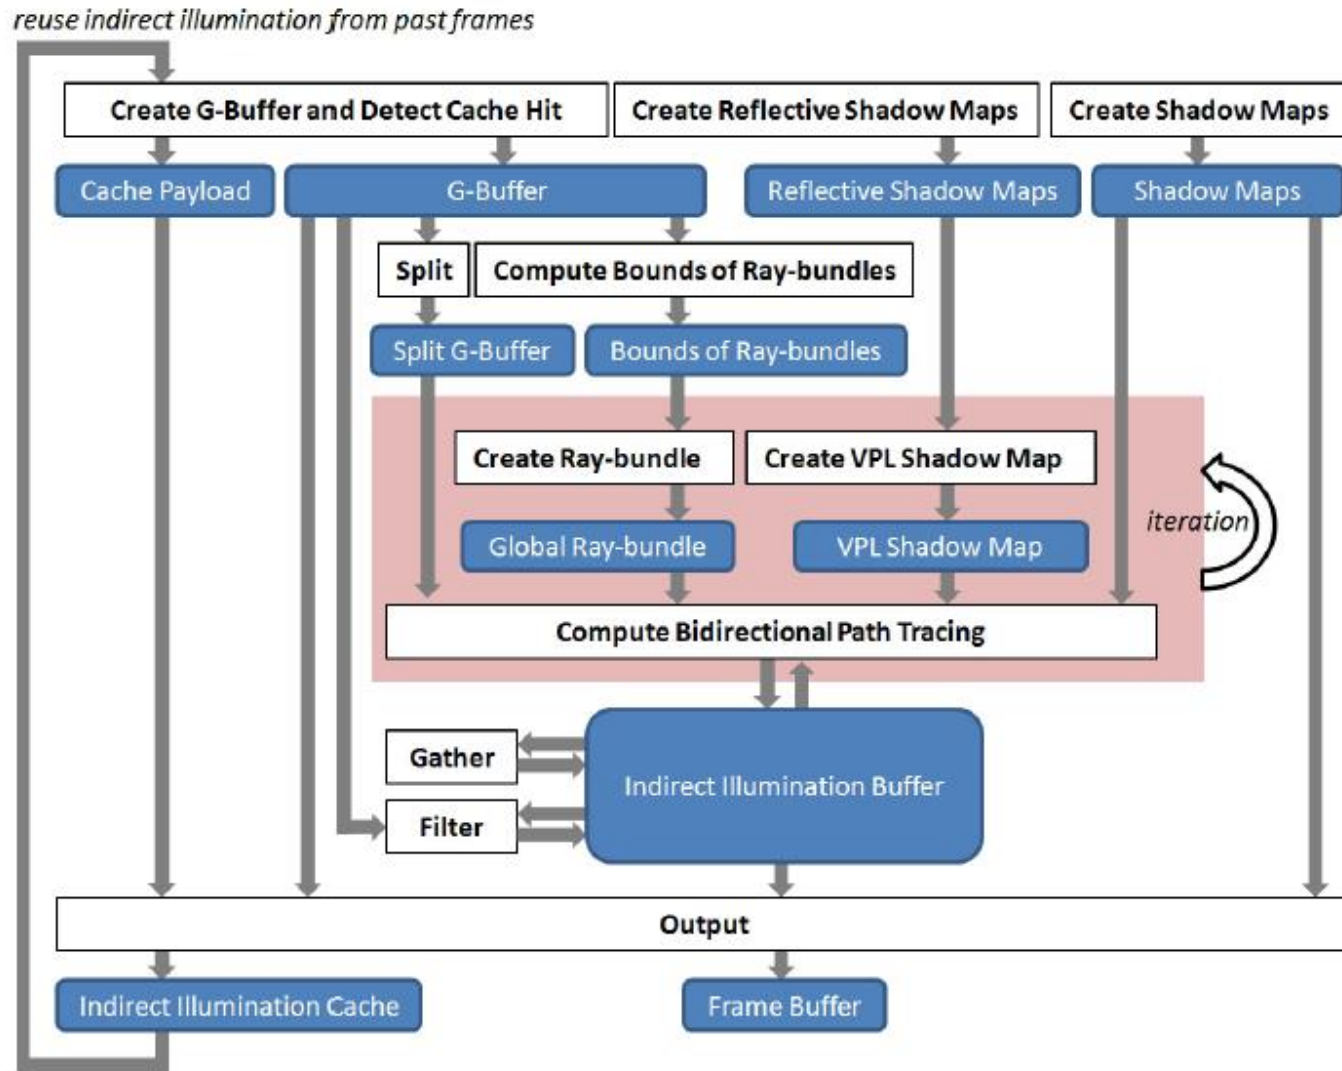 reuse indirect illumination from past frames
Create G-Buffer and Detect Cache Hit
Create Reflective Shadow Maps
Create Shadow Maps
Cache Payload
G-Buffer
Reflective Shadow Maps
Shadow Maps
Split
Compute Bounds of Ray-bundles
Split G-Buffer
Bounds of Ray-bundles
Create Ray-bundle
Create VPL Shadow Map
iteration
Global Ray-bundle
VPL Shadow Map
Compute Bidirectional Path Tracing
Gather
Indirect Illumination Buffer
Filter
Output
Indirect Illumination Cache
Frame Buffer